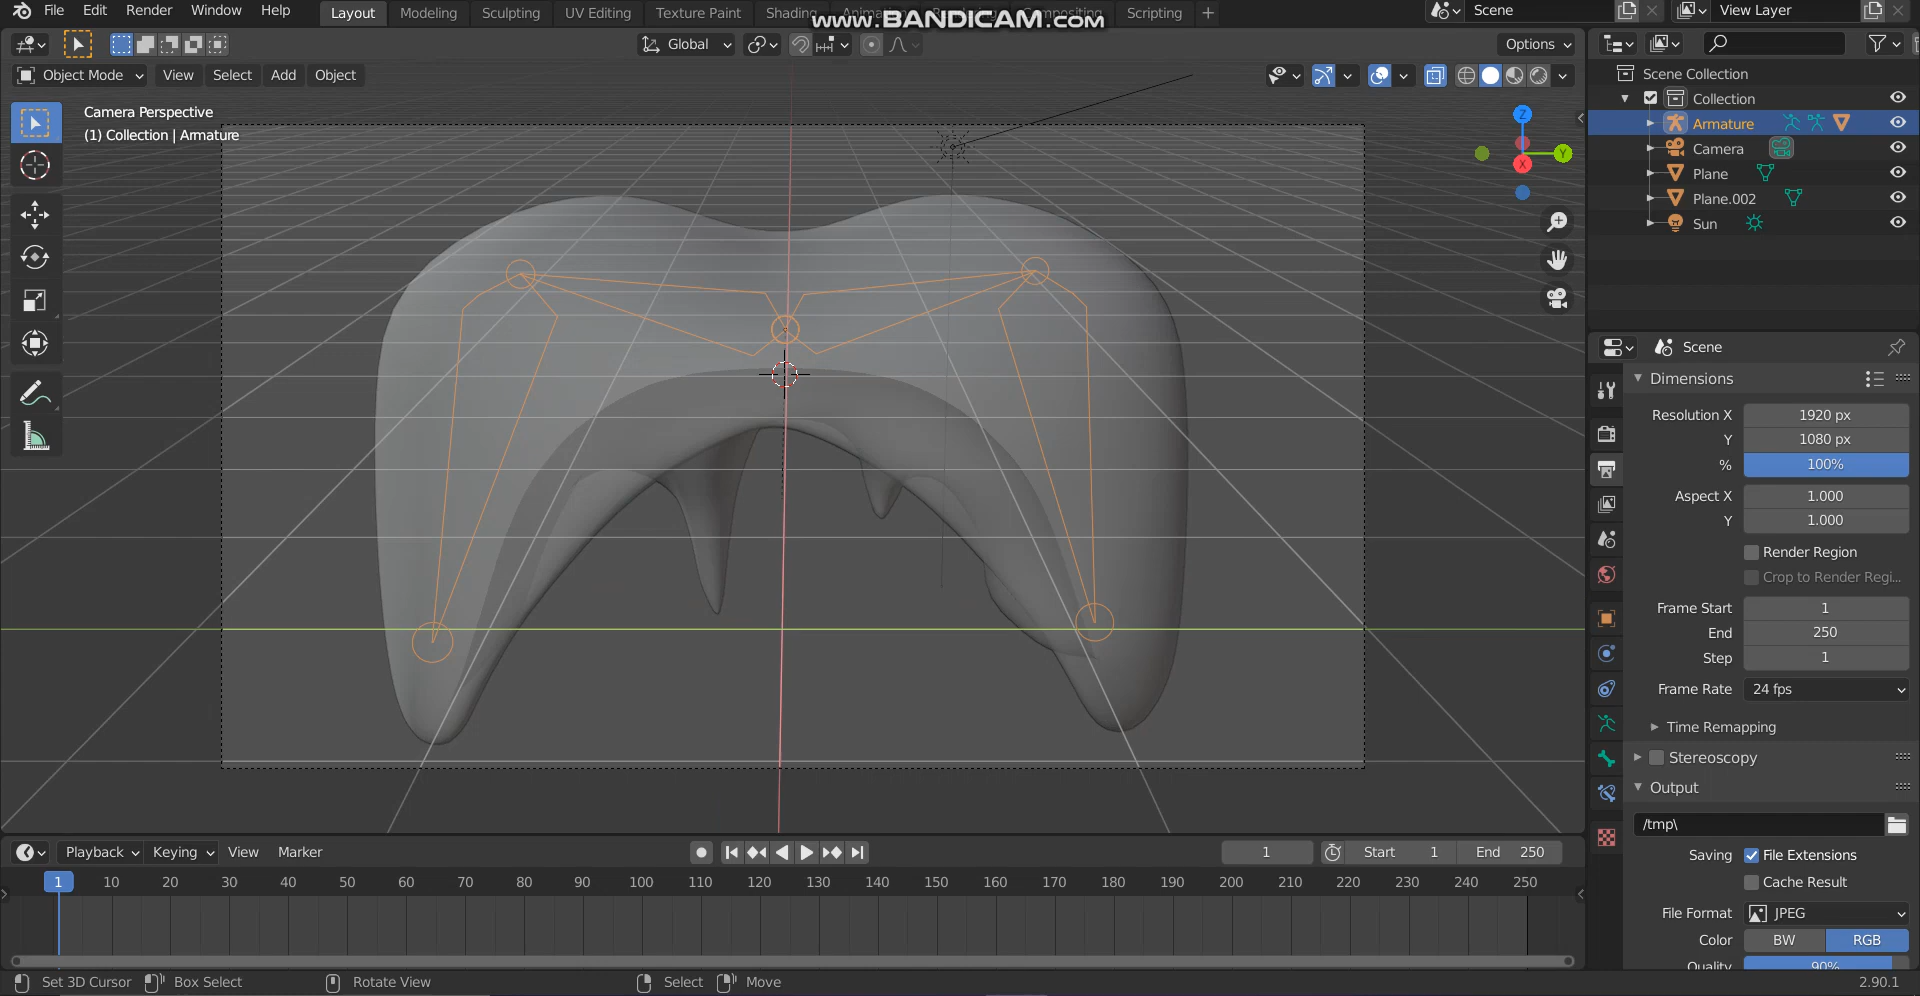 File Edit Render Window Help Layout Modeling Sculpting UV Editing Texture Paint Shading Compositing Scripting + Scene View Layer
www.BANDICAM.com
Global Options
Object Mode View Select Add Object
Camera Perspective
(1) Collection | Armature
Z
Y
X
Scene Collection
Collection
Armature
Camera
Plane
Plane.002
Sun
Scene
Dimensions
Resolution X 1920 px
Y 1080 px
% 100%
Aspect X 1.000
Y 1.000
Render Region
Crop to Render Regi...
Frame Start 1
End 250
Step 1
Frame Rate 24 fps
Time Remapping
Stereoscopy
Output
/tmp\
Saving File Extensions
Cache Result
File Format JPEG
Color BW RGB
Quality 90%
Playback Keying View Marker 1 Start 1 End 250
1 10 20 30 40 50 60 70 80 90 100 110 120 130 140 150 160 170 180 190 200 210 220 230 240 250
Set 3D Cursor Box Select Rotate View Select Move 2.90.1